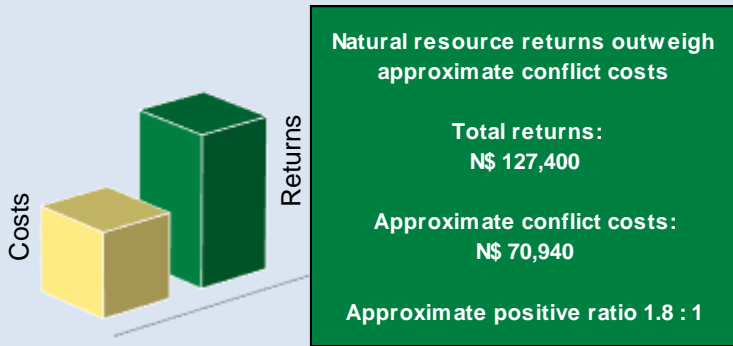 Costs
Returns
Natural resource returns outweigh
approximate conflict costs
Total returns:
N$ 127,400
Approximate conflict costs:
N$ 70,940
Approximate positive ratio 1.8 : 1